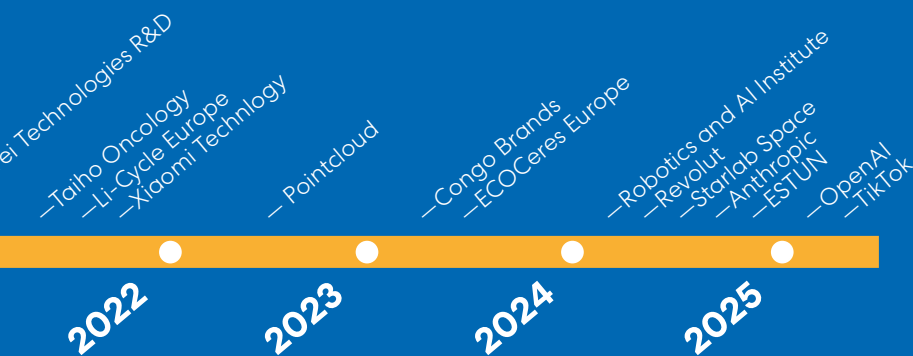 ei Technologies R&D
—Taiho Oncology
—Li-Cycle Europe
—Xiaomi Technlogy
— Pointcloud
—Congo Brands
—ECOCeres Europe
—Robotics and AI Institute
—Revolut
—Starlab Space
—Anthropic
—ESTUN
—OpenAI
—TikTok
2022
2023
2024
2025